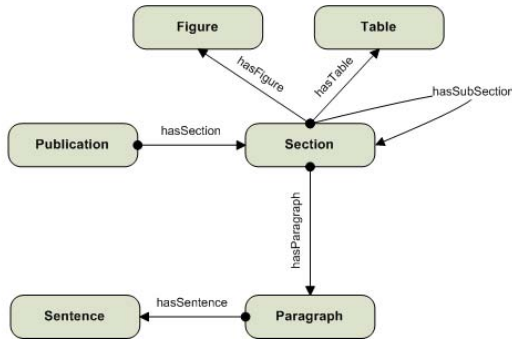 Figure
Table
hasFigure
hasTable
hasSubSection
Publication
hasSection
Section
hasParagraph
Sentence
hasSentence
Paragraph